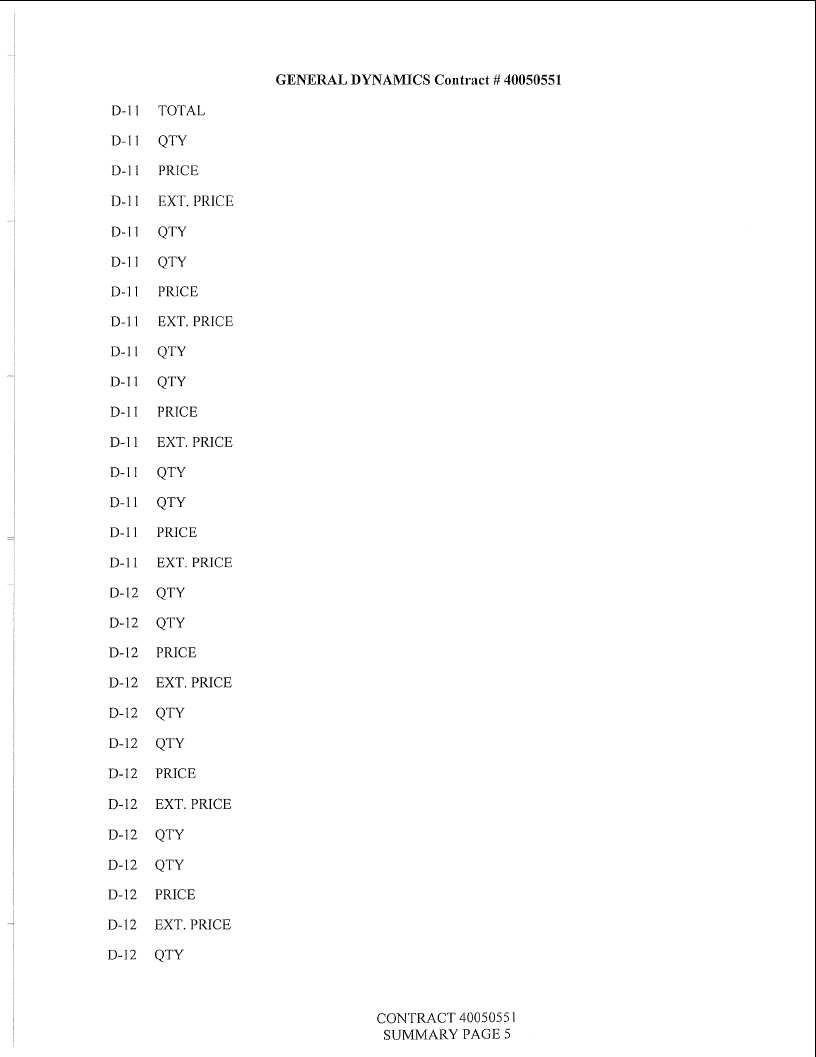 GENERAL DYNAMICS Contract # 40050551
D-11 TOTAL
D-11 QTY
D-11 PRICE
D-11 EXT. PRICE
D-11 QTY
D-11 QTY
D-11 PRICE
D-11 EXT. PRICE
D-11 QTY
D-11 QTY
D-11 PRICE
D-11 EXT. PRICE
D-11 QTY
D-11 QTY
D-11 PRICE
D-11 EXT. PRICE
D-12 QTY
D-12 QTY
D-12 PRICE
D-12 EXT. PRICE
D-12 QTY
D-12 QTY
D-12 PRICE
D-12 EXT. PRICE
D-12 QTY
D-12 QTY
D-12 PRICE
D-12 EXT. PRICE
D-12 QTY
CONTRACT 40050551
SUMMARY PAGE 5